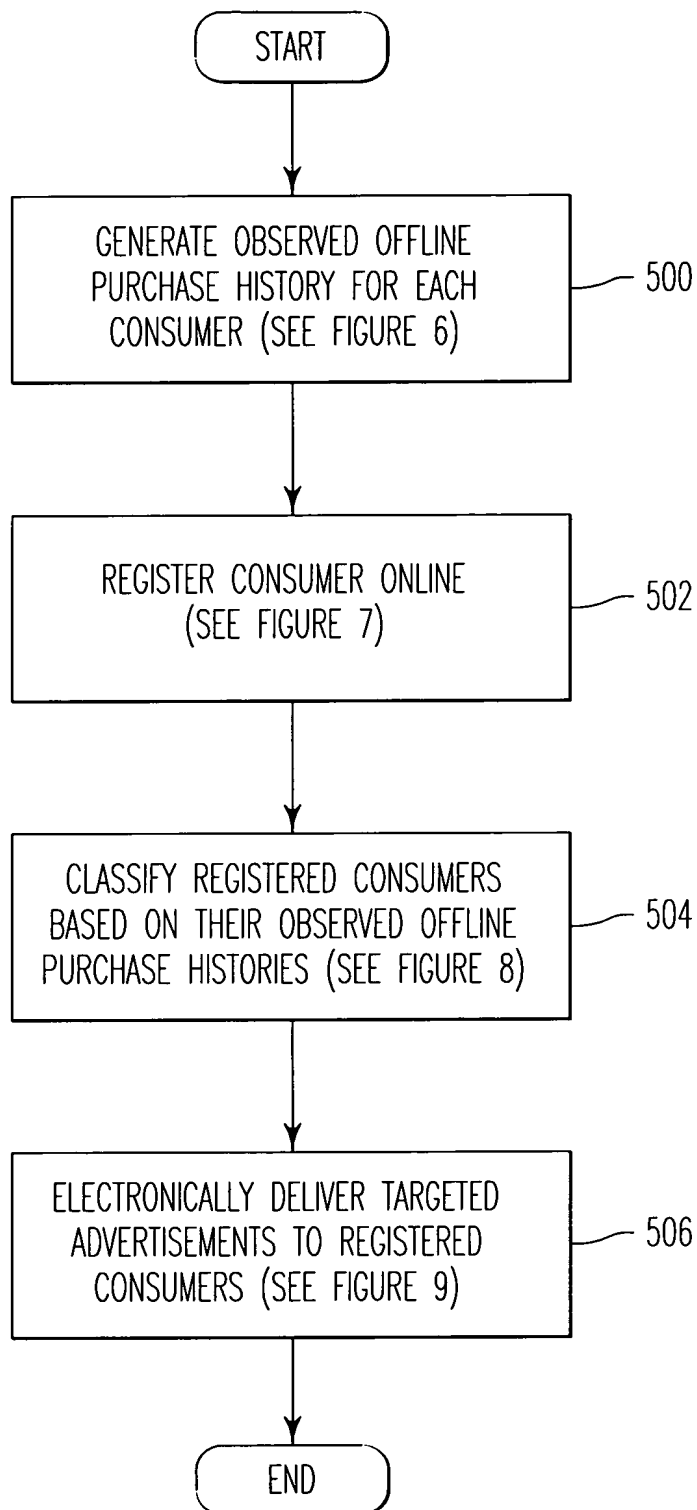 START
GENERATE OBSERVED OFFLINE
PURCHASE HISTORY FOR EACH
CONSUMER (SEE FIGURE 6)
500
REGISTER CONSUMER ONLINE
(SEE FIGURE 7)
502
CLASSIFY REGISTERED CONSUMERS
BASED ON THEIR OBSERVED OFFLINE
PURCHASE HISTORIES (SEE FIGURE 8)
504
ELECTRONICALLY DELIVER TARGETED
ADVERTISEMENTS TO REGISTERED
CONSUMERS (SEE FIGURE 9)
506
END